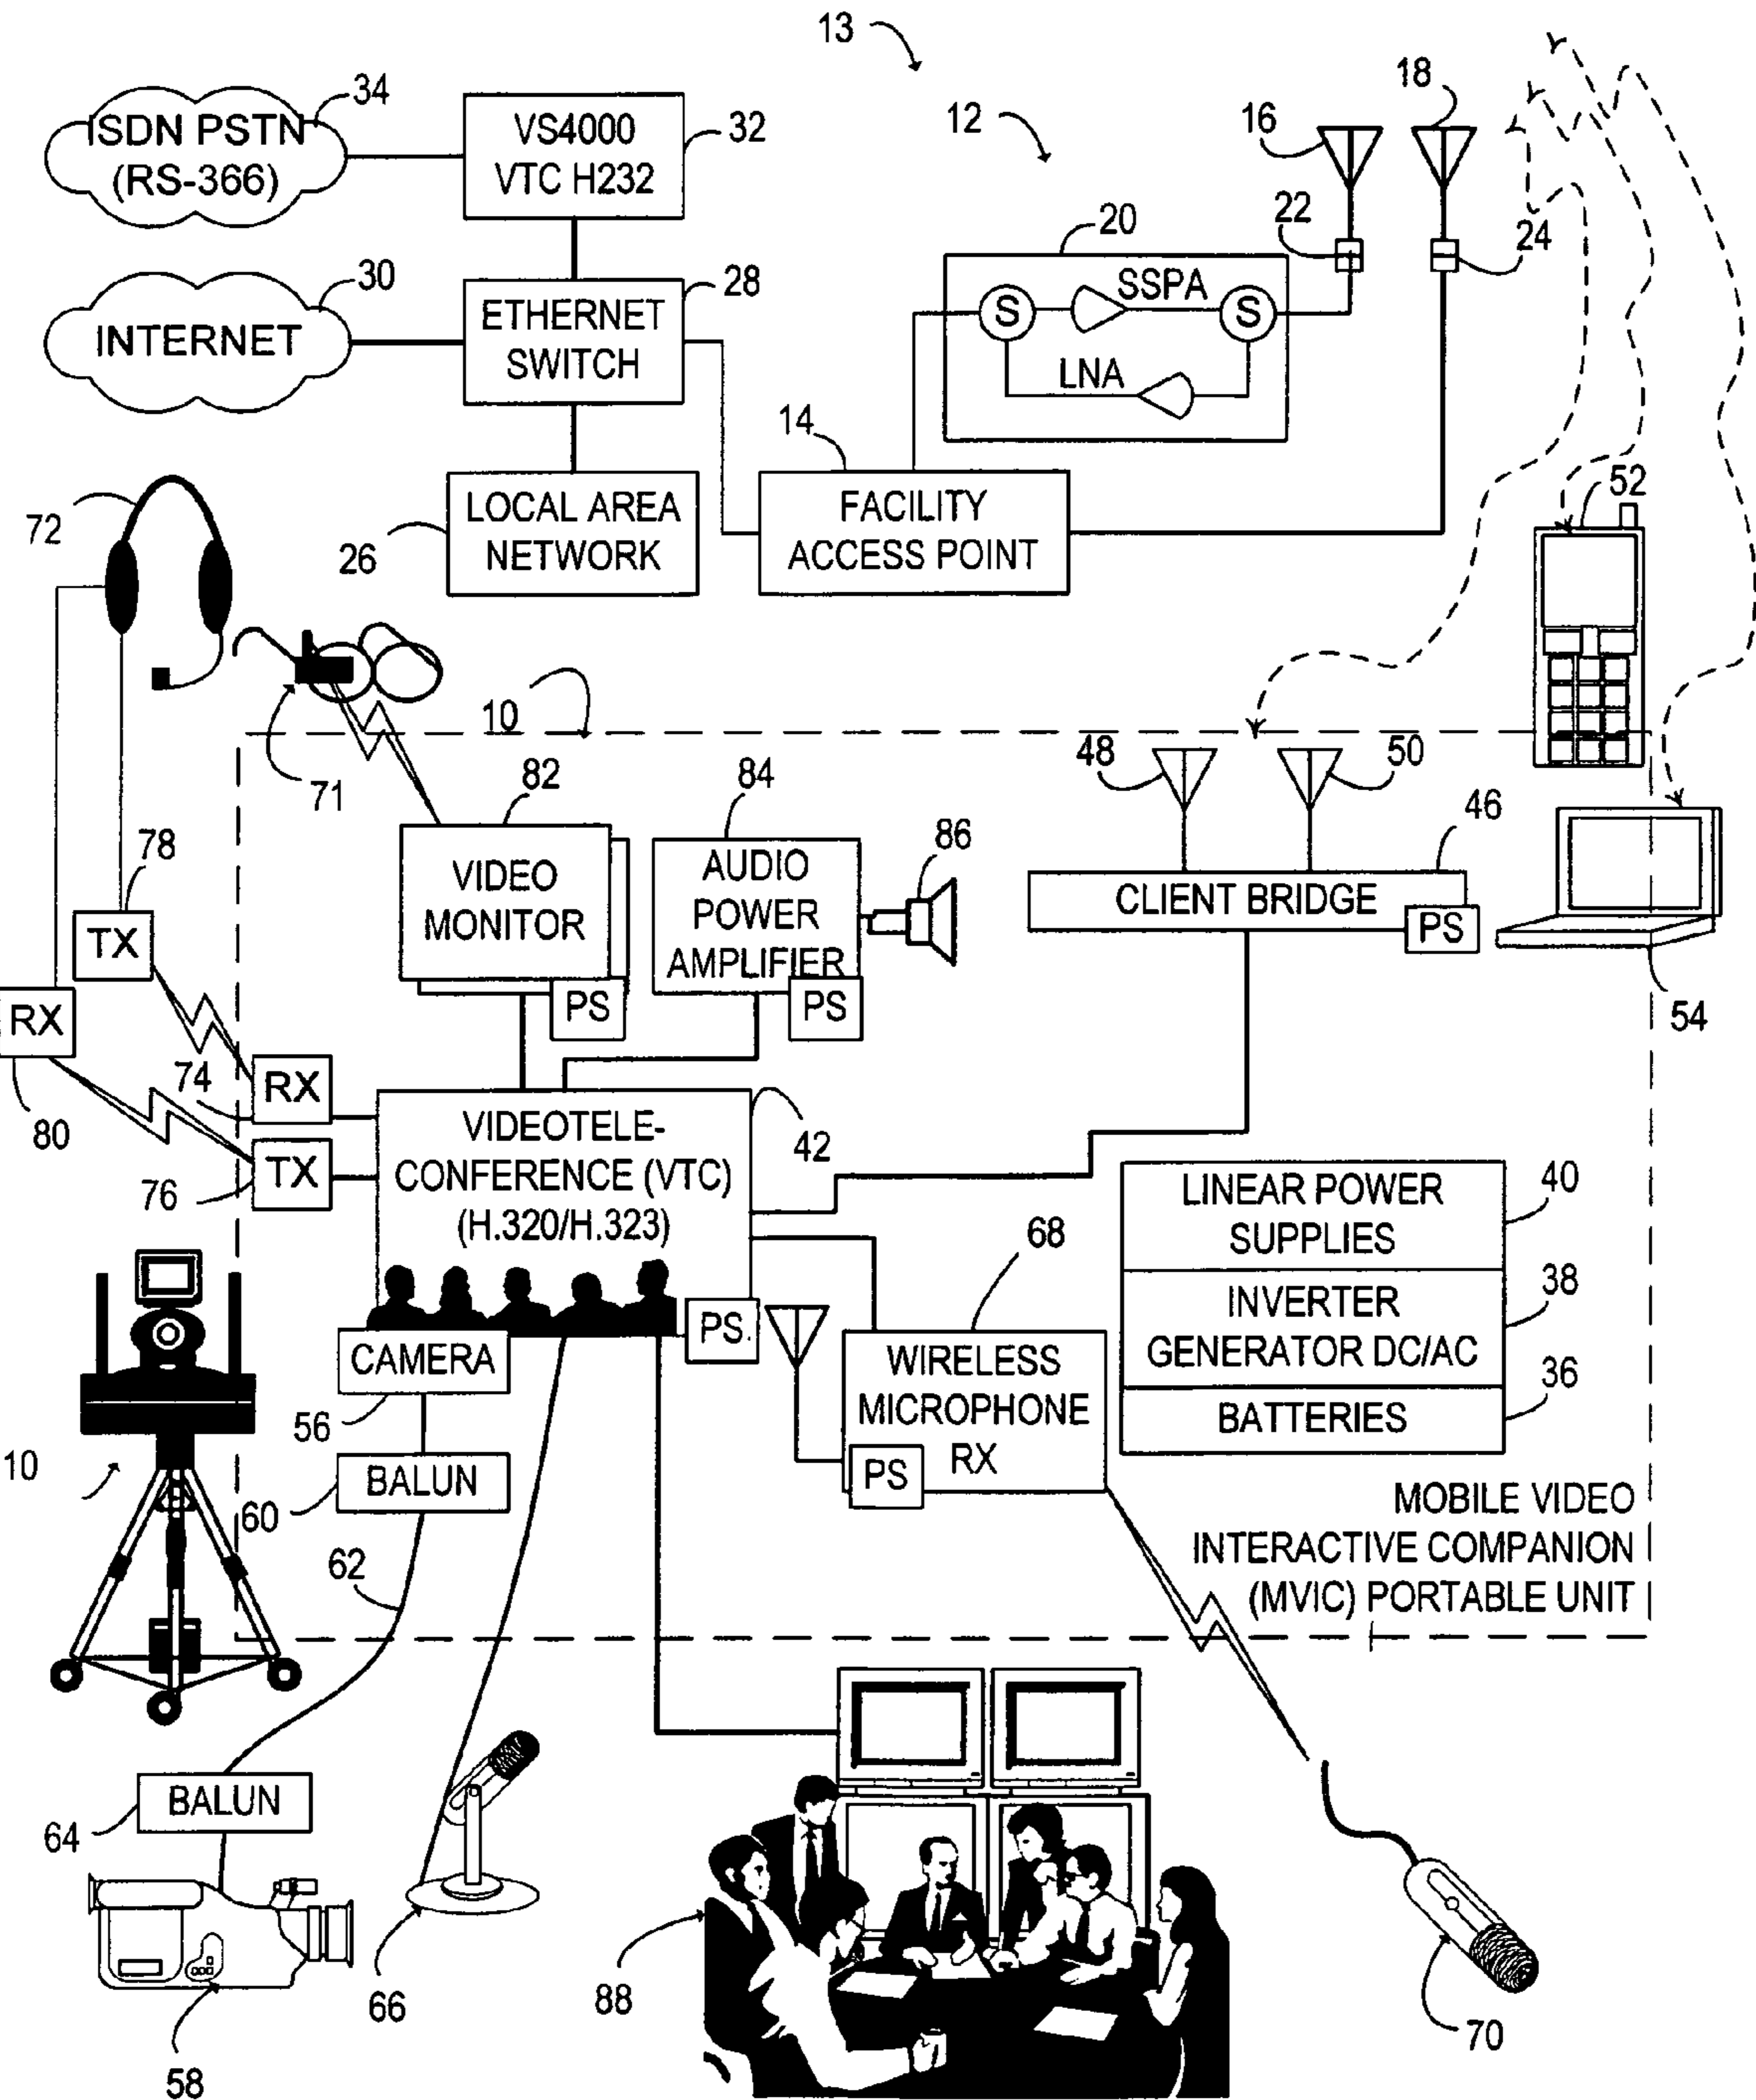 13
34
ISDN PSTN
(RS-366)
VS4000
VTC H232
32
12
16
18
30
INTERNET
28
ETHERNET
SWITCH
20
22
24
SSPA
S
S
LNA
14
72
26
LOCAL AREA
NETWORK
FACILITY
ACCESS POINT
52
71
10
82
84
48
50
46
78
TX
VIDEO
MONITOR
PS
AUDIO
POWER
AMPLIFIER
PS
86
CLIENT BRIDGE
PS
54
RX
80
74
RX
76
TX
VIDEOTELE-
CONFERENCE (VTC)
(H.320/H.323)
42
PS
68
LINEAR POWER
SUPPLIES
40
INVERTER
GENERATOR DC/AC
38
BATTERIES
36
CAMERA
56
WIRELESS
MICROPHONE
RX
PS
10
BALUN
60
62
MOBILE VIDEO
INTERACTIVE COMPANION
(MVIC) PORTABLE UNIT
BALUN
64
58
66
88
70